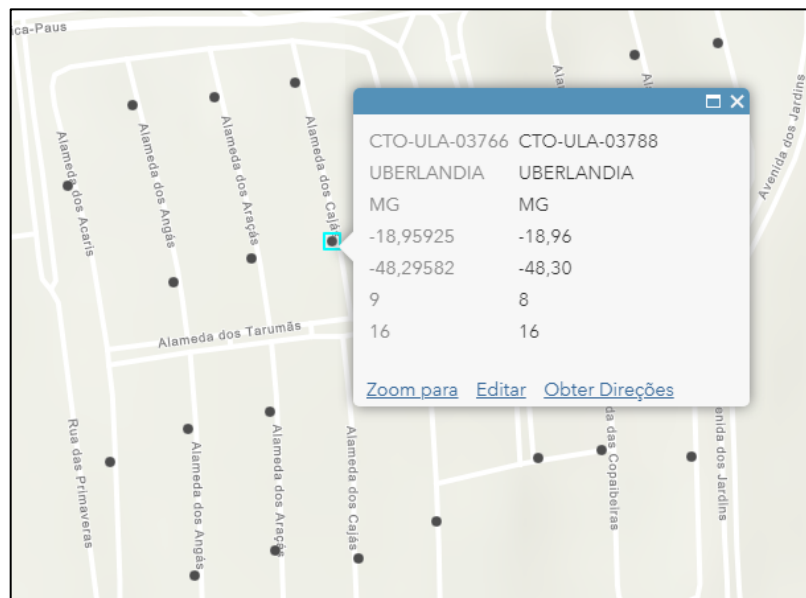 ica-Paus
Alameda dos Acaris
Alameda dos Angás
Alameda dos Araçás
Alameda dos Cajás
Ala
Ala
Avenida dos Jardins
CTO-ULA-03766 CTO-ULA-03788
UBERLANDIA UBERLANDIA
MG MG
-18,95925 -18,96
-48,29582 -48,30
9 8
16 16
Zoom para Editar Obter Direções
Alameda dos Tarumãs
Rua das Primaveras
Alameda dos Angás
Alameda dos Araçás
Alameda dos Cajás
da das Copaibeiras
enida dos Jardins